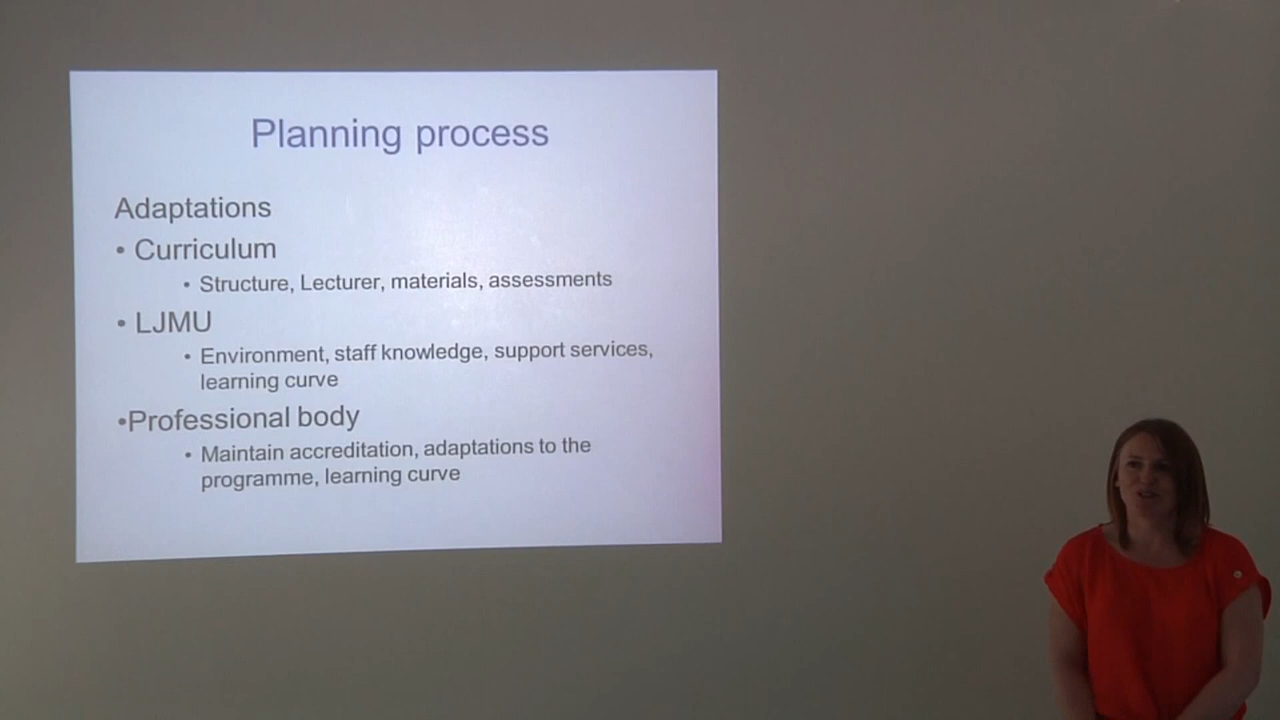 Planning process
Adaptations
• Curriculum
• Structure, Lecturer, materials, assessments
• LJMU
• Environment, staff knowledge, support services,
learning curve
•Professional body
• Maintain accreditation, adaptations to the
programme, learning curve